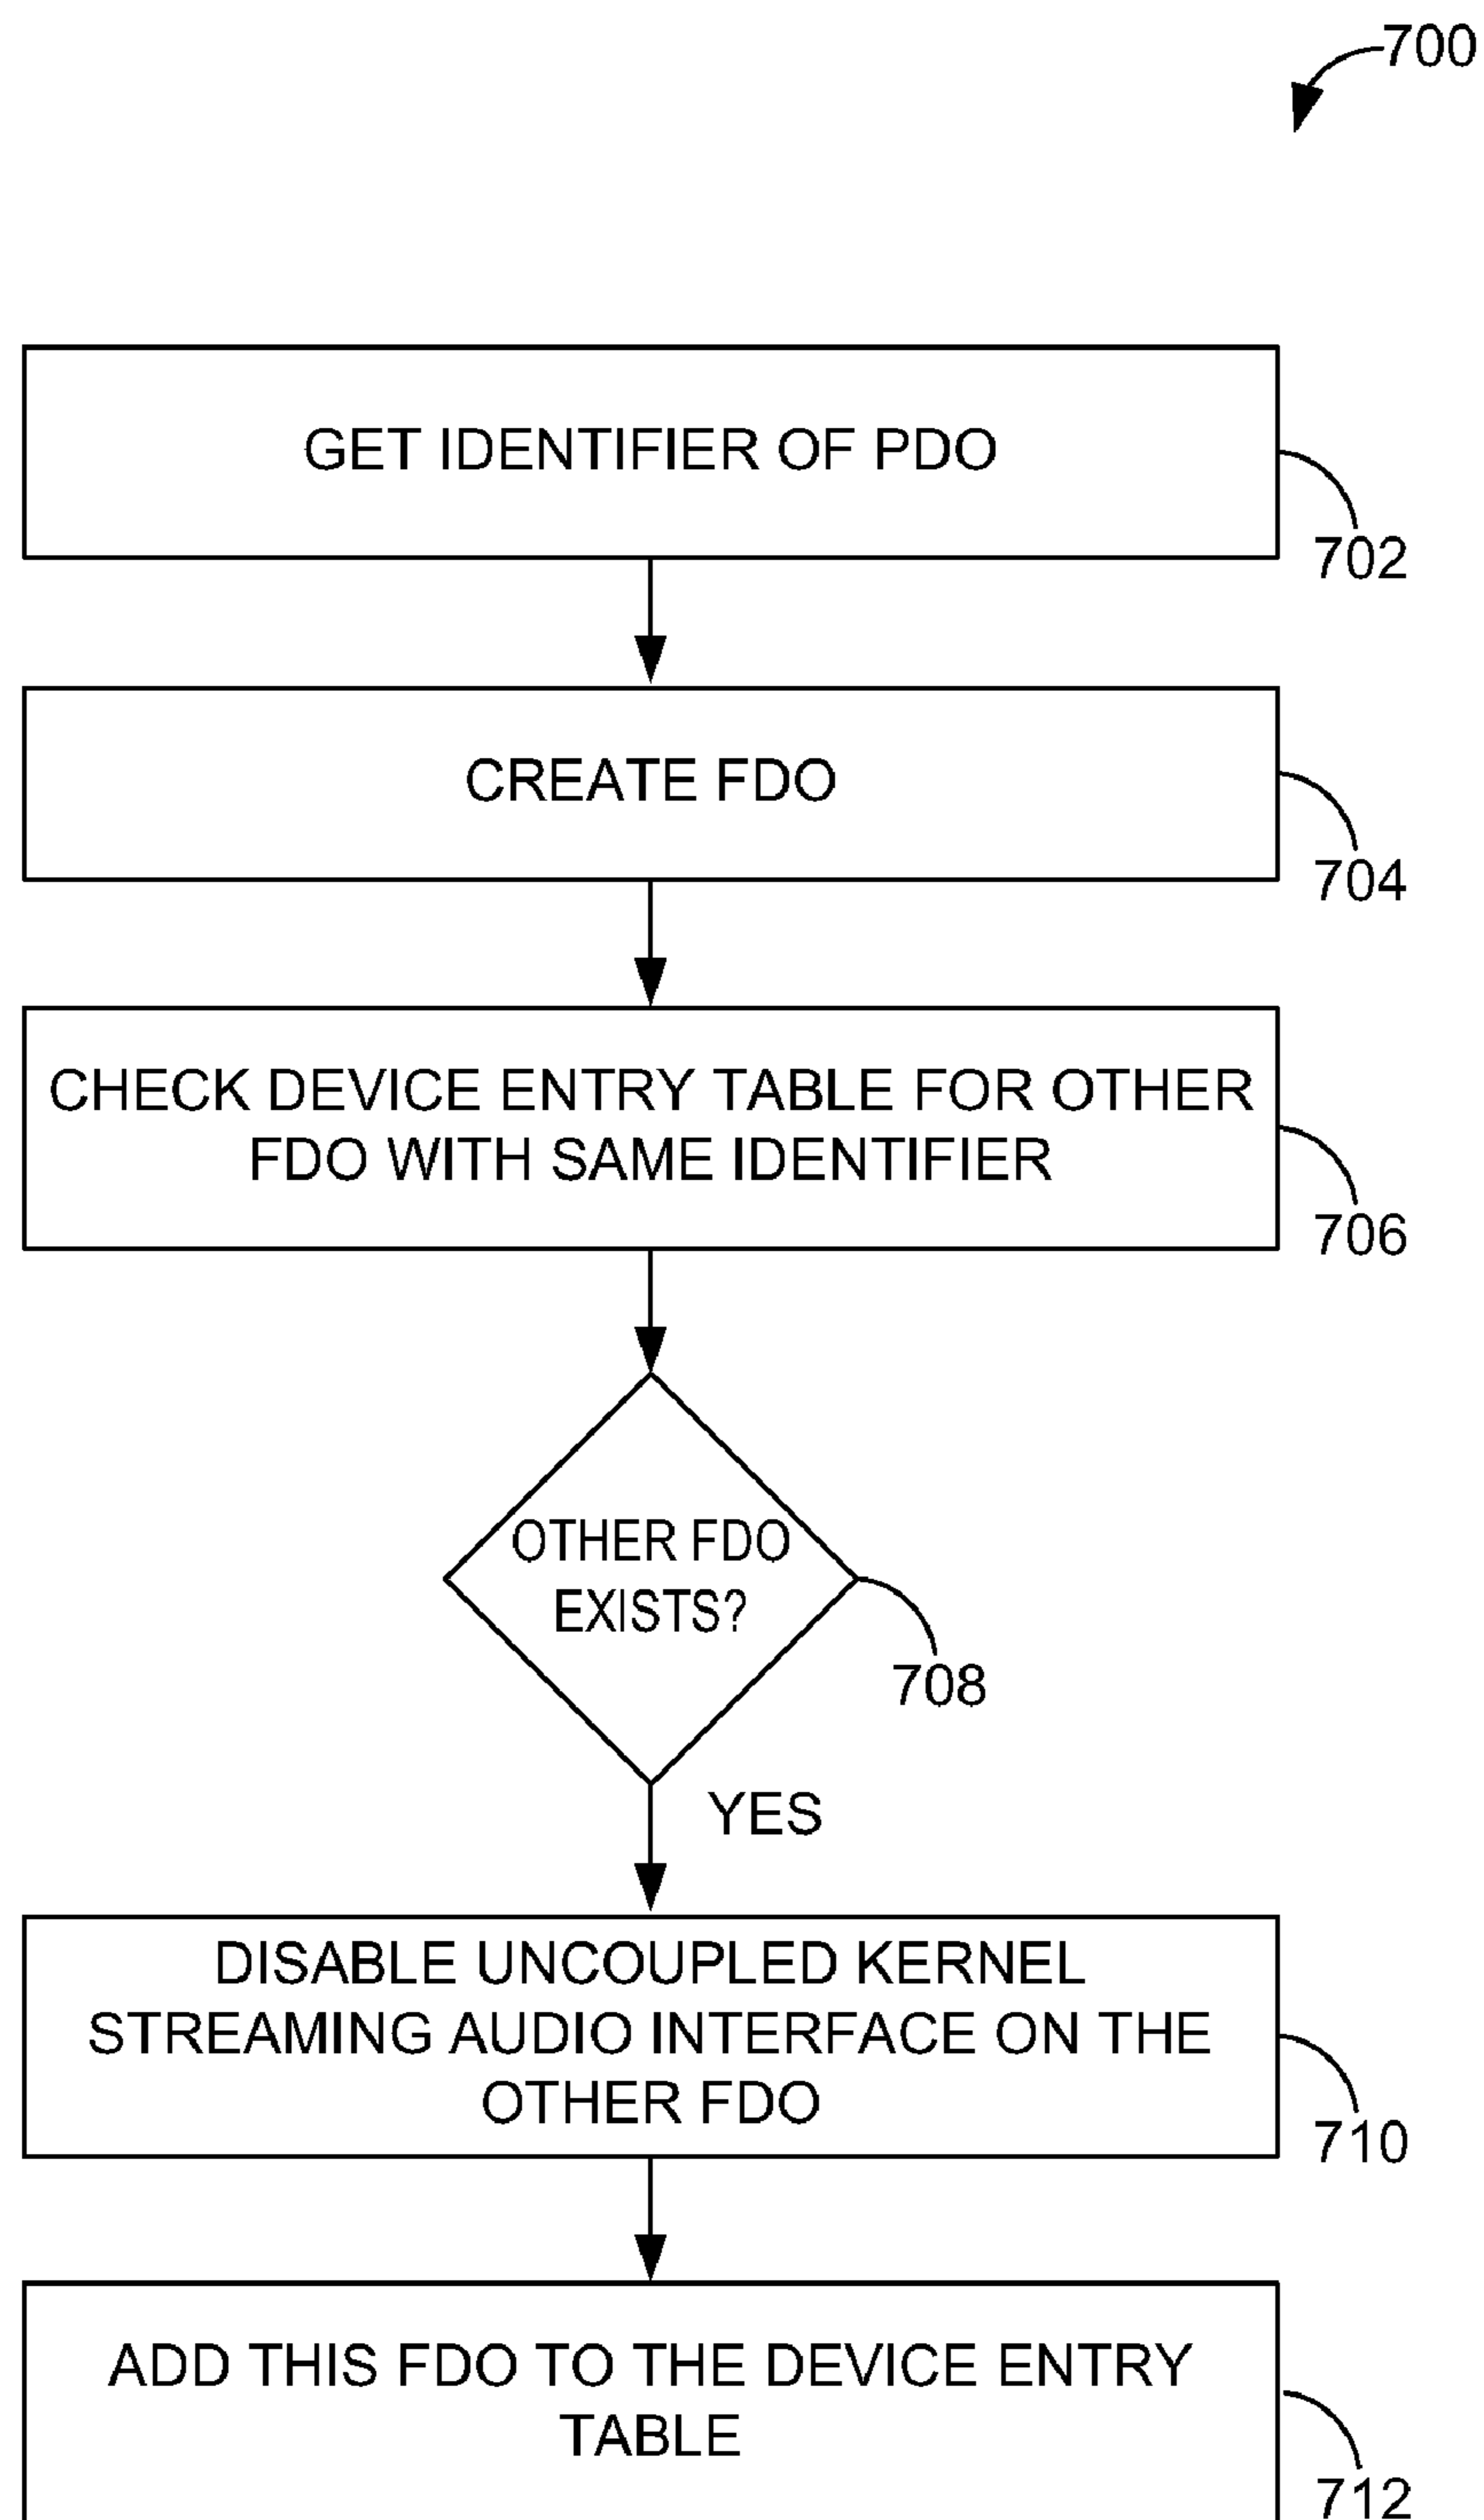 700
GET IDENTIFIER OF PDO
702
CREATE FDO
704
CHECK DEVICE ENTRY TABLE FOR OTHER
FDO WITH SAME IDENTIFIER
706
OTHER FDO
EXISTS?
708
YES
DISABLE UNCOUPLED KERNEL
STREAMING AUDIO INTERFACE ON THE
OTHER FDO
710
ADD THIS FDO TO THE DEVICE ENTRY
TABLE
712